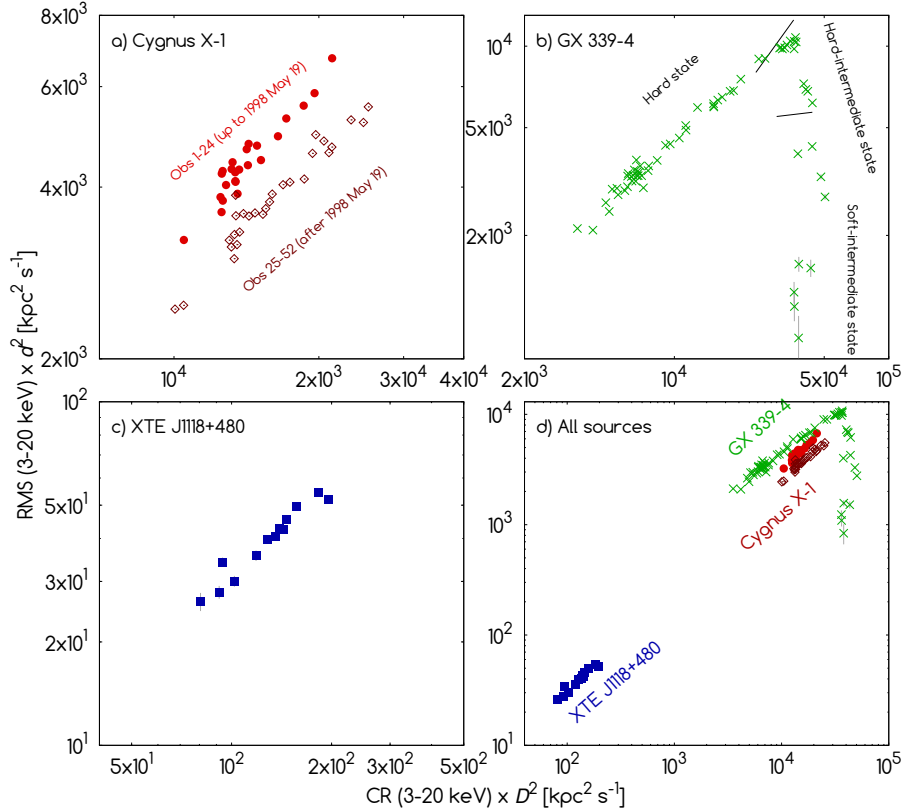 RMS (3-20 keV) x d² [kpc² s⁻¹]
a) Cygnus X-1
8x10³
6x10³
4x10³
2x10³
Obs 1-24 (up to 1998 May 19)
Obs 25-52 (after 1998 May 19)
10⁴
2x10³
3x10⁴
4x10⁴
b) GX 339-4
10⁴
5x10³
2x10³
Hard state
Hard-intermediate state
Soft-intermediate state
2x10³
10⁴
5x10⁴
10⁵
c) XTE J1118+480
10²
5x10¹
3x10¹
2x10¹
10¹
5x10¹
10²
2x10²
5x10²
d) All sources
10⁴
10³
10²
10¹
GX 339-4
Cygnus X-1
XTE J1118+480
10²
10³
10⁴
10⁵
CR (3-20 keV) x D² [kpc² s⁻¹]